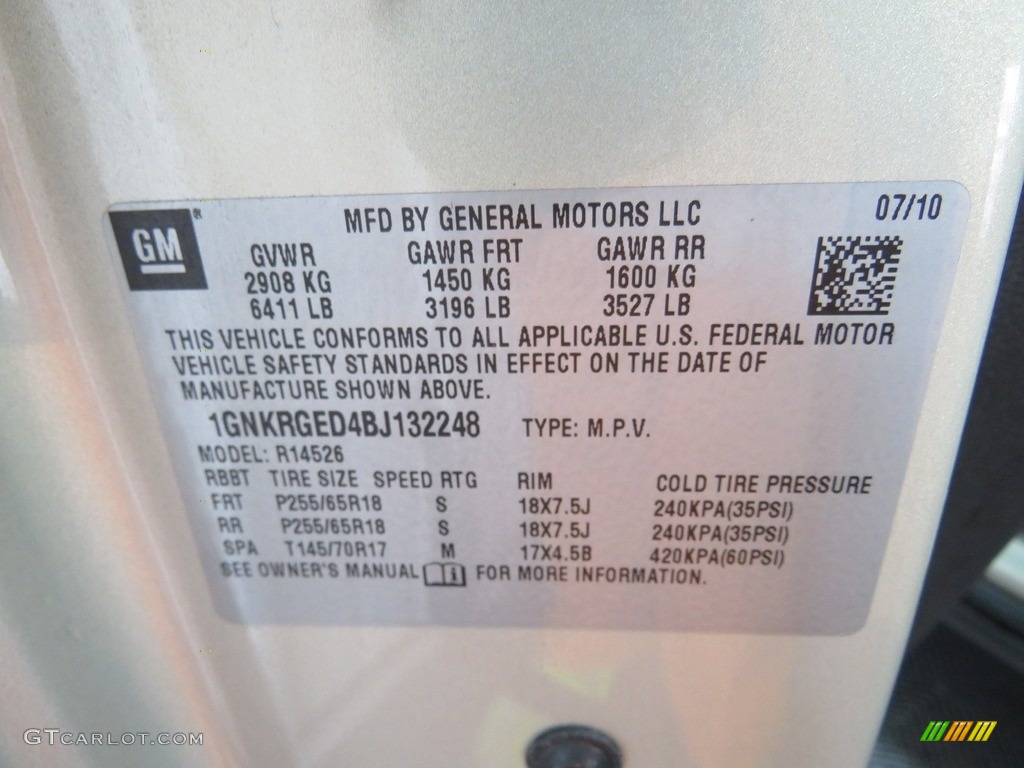 GM®
MFD BY GENERAL MOTORS LLC 07/10
GVWR GAWR FRT GAWR RR
2908 KG 1450 KG 1600 KG
6411 LB 3196 LB 3527 LB
THIS VEHICLE CONFORMS TO ALL APPLICABLE U.S. FEDERAL MOTOR
VEHICLE SAFETY STANDARDS IN EFFECT ON THE DATE OF
MANUFACTURE SHOWN ABOVE.
1GNKRGED4BJ132248 TYPE: M.P.V.
MODEL: R14526
RBBT TIRE SIZE SPEED RTG RIM COLD TIRE PRESSURE
FRT P255/65R18 S 18X7.5J 240KPA(35PSI)
RR P255/65R18 S 18X7.5J 240KPA(35PSI)
SPA T145/70R17 M 17X4.5B 420KPA(60PSI)
SEE OWNER'S MANUAL FOR MORE INFORMATION.
GTCARLOT.COM